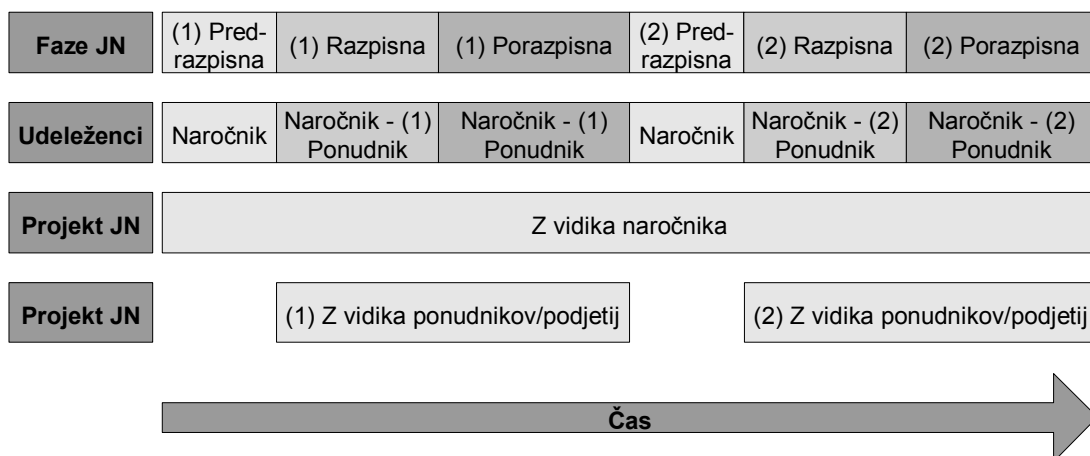 Faze JN
(1) Pred-
razpisna
(1) Razpisna
(1) Porazpisna
(2) Pred-
razpisna
(2) Razpisna
(2) Porazpisna
Udeleženci
Naročnik
Naročnik - (1)
Ponudnik
Naročnik - (1)
Ponudnik
Naročnik
Naročnik - (2)
Ponudnik
Naročnik - (2)
Ponudnik
Projekt JN
Z vidika naročnika
Projekt JN
(1) Z vidika ponudnikov/podjetij
(2) Z vidika ponudnikov/podjetij
Čas